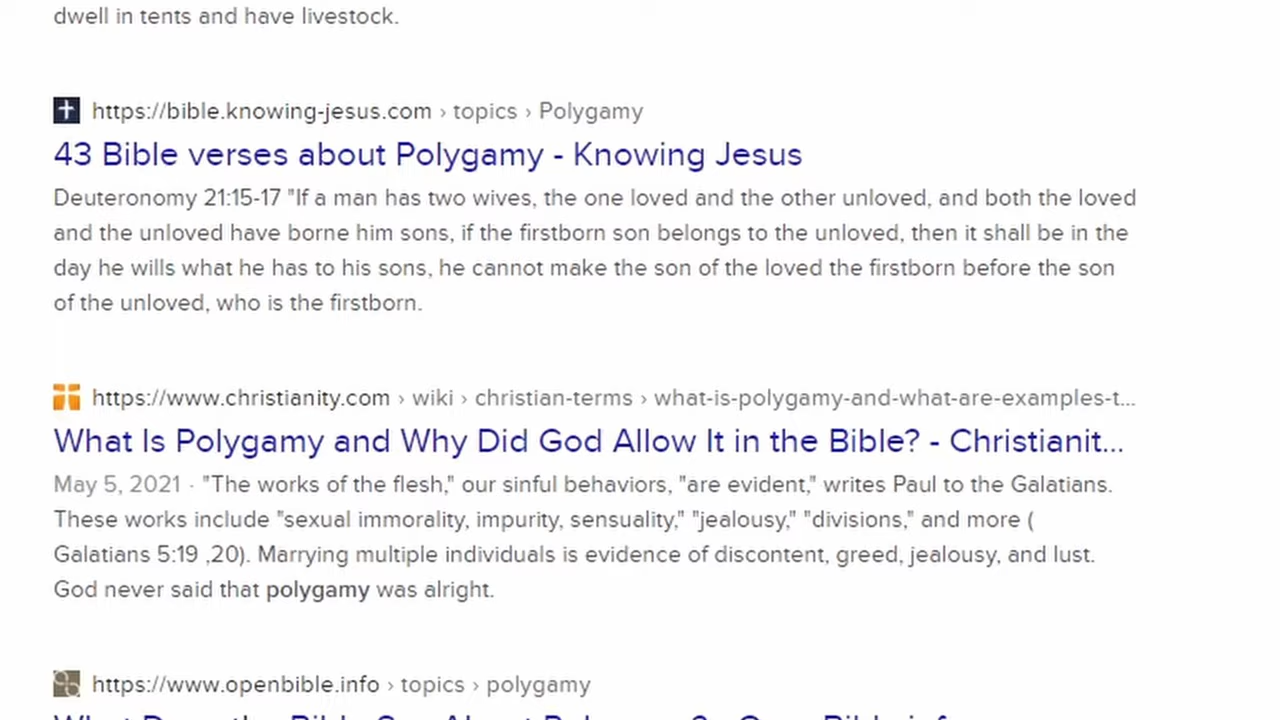 dwell in tents and have livestock.
https://bible.knowing-jesus.com › topics › Polygamy
43 Bible verses about Polygamy - Knowing Jesus
Deuteronomy 21:15-17 "If a man has two wives, the one loved and the other unloved, and both the loved
and the unloved have borne him sons, if the firstborn son belongs to the unloved, then it shall be in the
day he wills what he has to his sons, he cannot make the son of the loved the firstborn before the son
of the unloved, who is the firstborn.
https://www.christianity.com › wiki › christian-terms › what-is-polygamy-and-what-are-examples-t...
What Is Polygamy and Why Did God Allow It in the Bible? - Christianit...
May 5, 2021 · "The works of the flesh," our sinful behaviors, "are evident," writes Paul to the Galatians.
These works include "sexual immorality, impurity, sensuality," "jealousy," "divisions," and more (
Galatians 5:19 ,20). Marrying multiple individuals is evidence of discontent, greed, jealousy, and lust.
God never said that polygamy was alright.
https://www.openbible.info › topics › polygamy